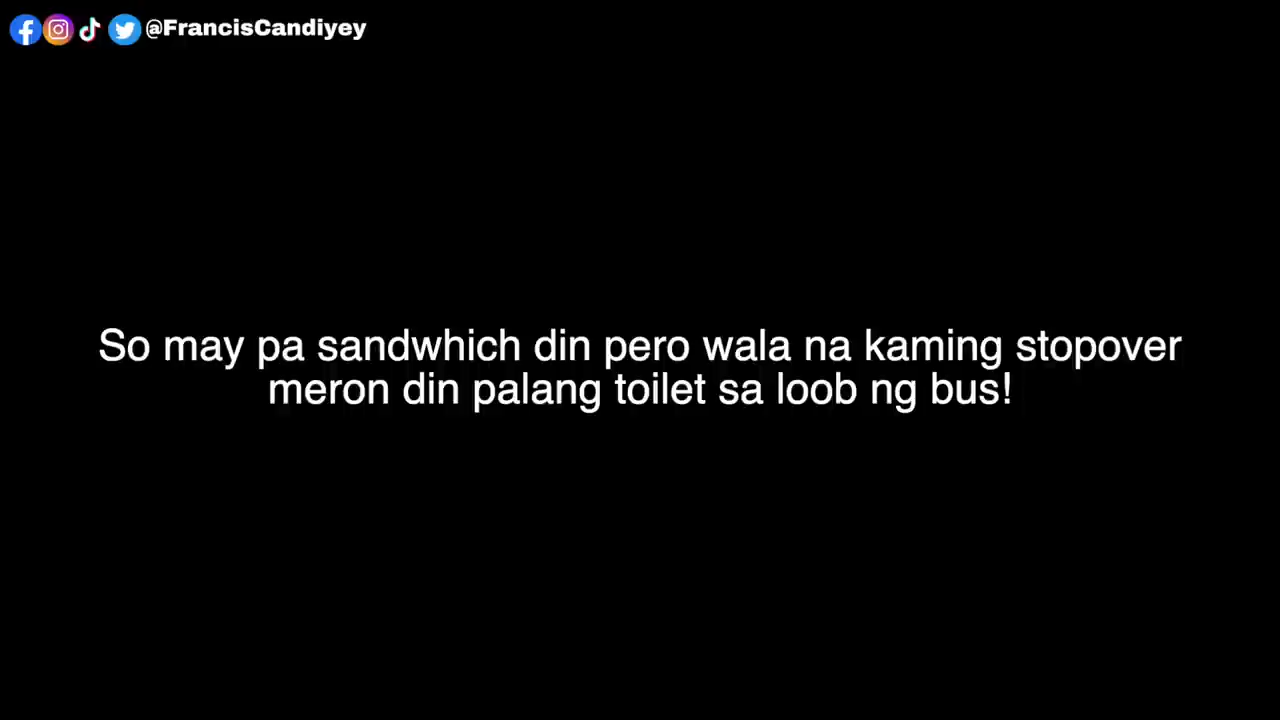 @FrancisCandiyey
So may pa sandwhich din pero wala na kaming stopover
meron din palang toilet sa loob ng bus!